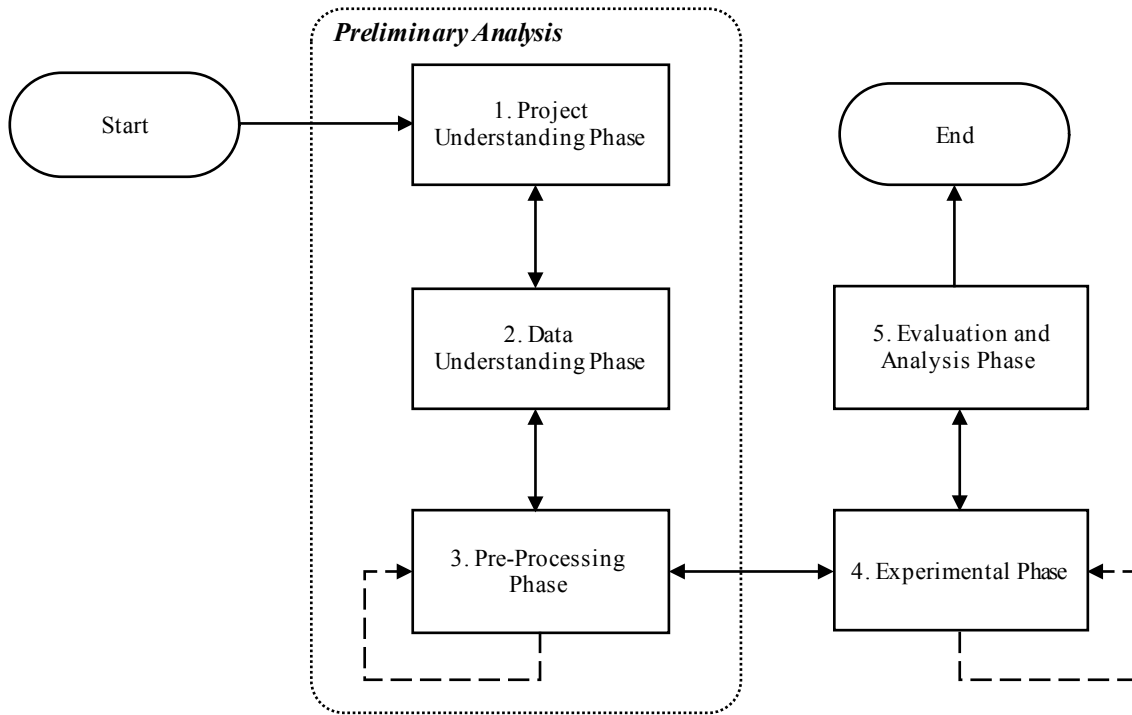 Preliminary Analysis
Start
1. Project
Understanding Phase
End
2. Data
Understanding Phase
5. Evaluation and
Analysis Phase
3. Pre-Processing
Phase
4. Experimental Phase